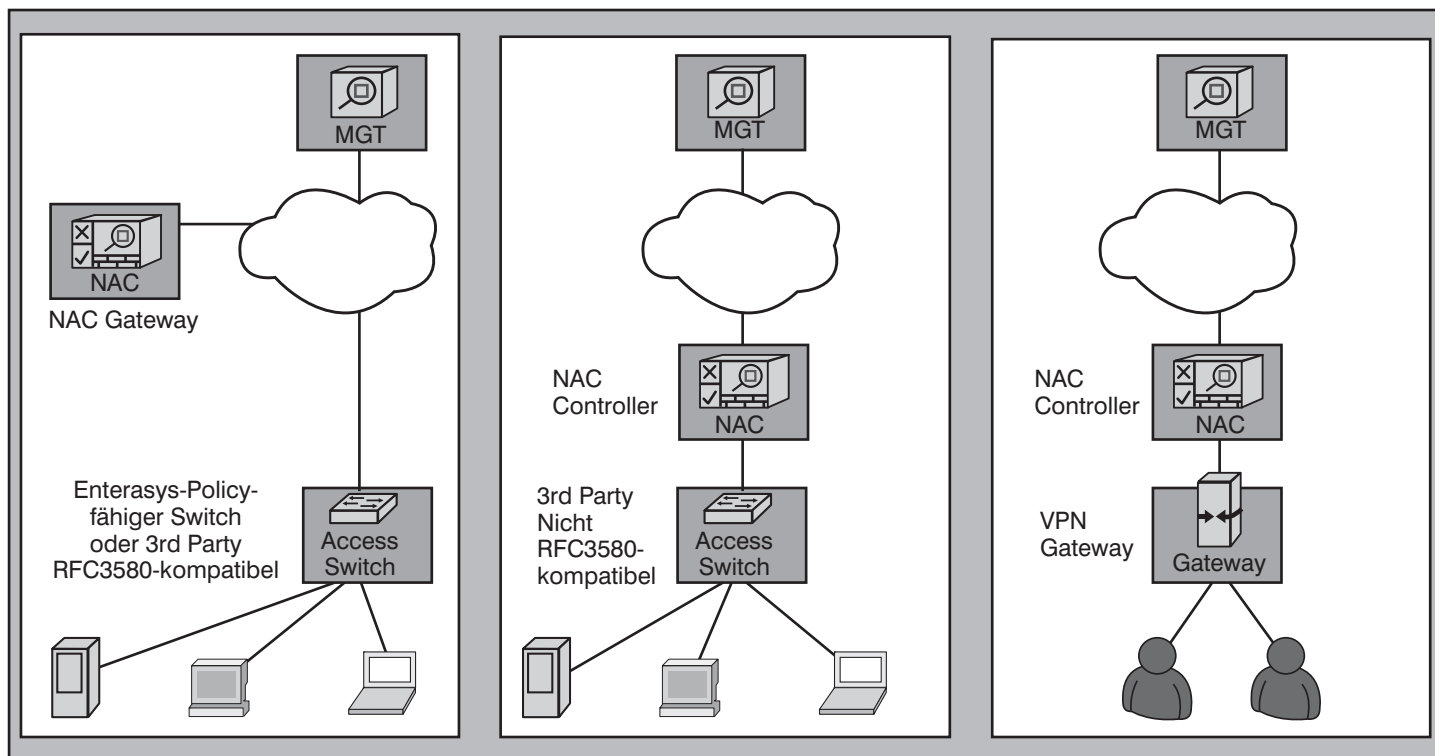 MGT
NAC
NAC Gateway
Enterasys-Policy-
fähiger Switch
oder 3rd Party
RFC3580-kompatibel
Access
Switch
MGT
NAC
Controller
NAC
3rd Party
Nicht
RFC3580-
kompatibel
Access
Switch
MGT
NAC
Controller
NAC
VPN
Gateway
Gateway